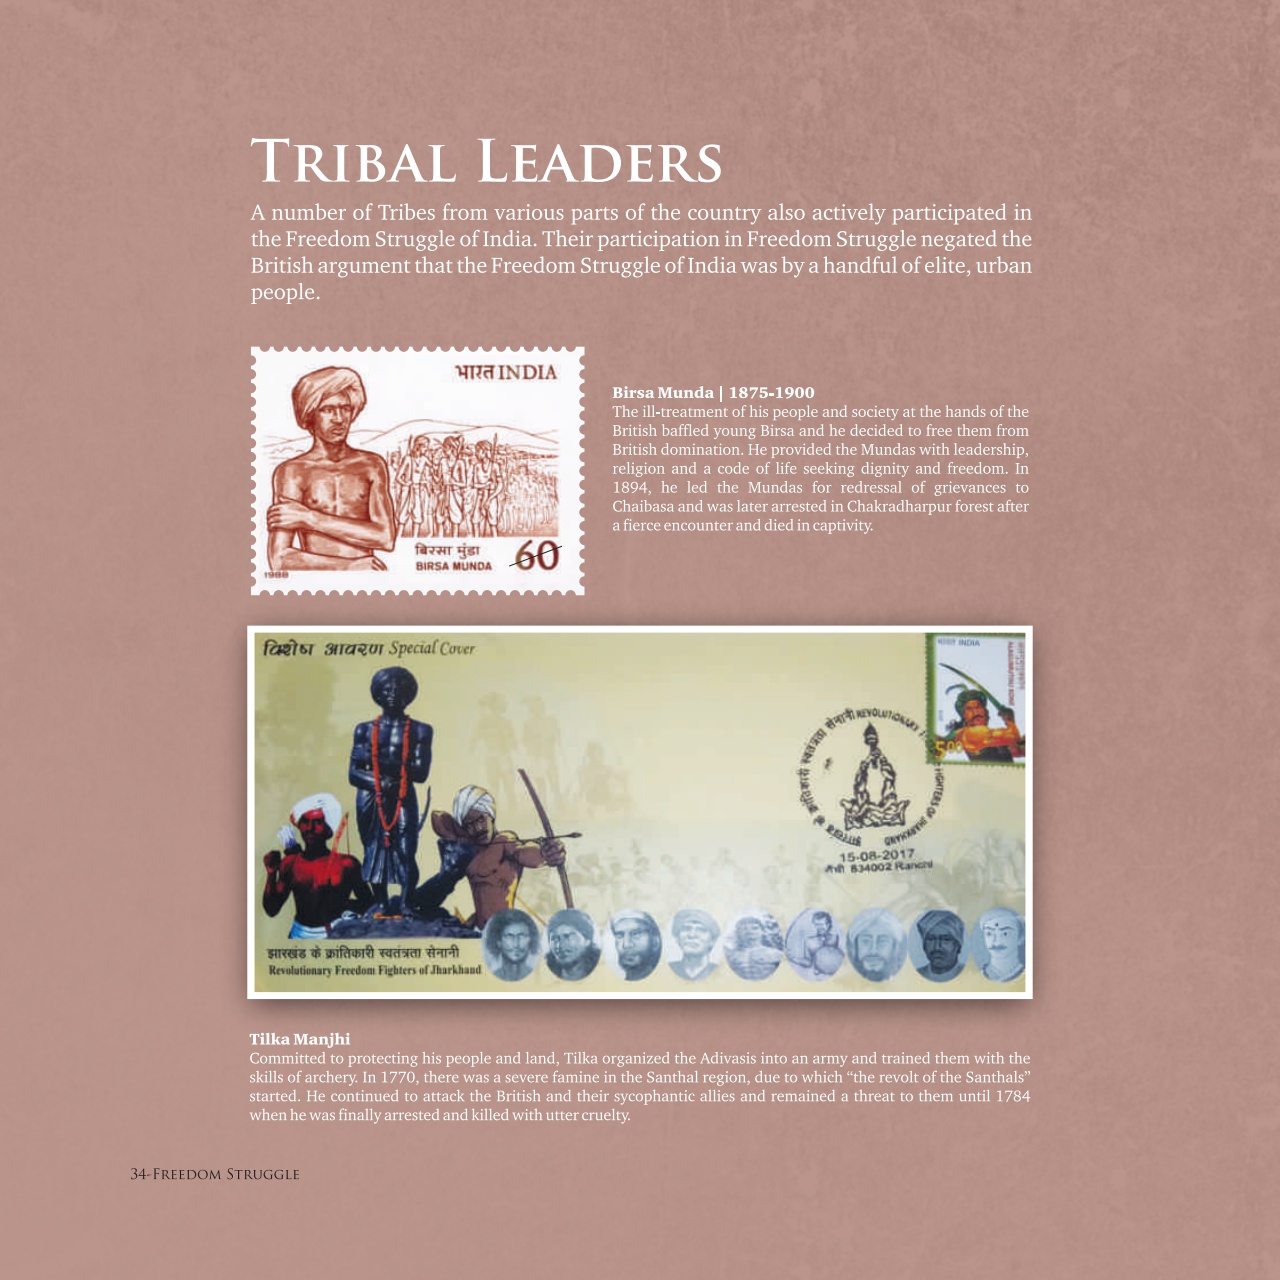 TRIBAL LEADERS
A number of Tribes from various parts of the country also actively participated in
the Freedom Struggle of India. Their participation in Freedom Struggle negated the
British argument that the Freedom Struggle of India was by a handful of elite, urban
people.
भारत INDIA
बिरसा मुंडा
BIRSA MUNDA
60
1988
Birsa Munda | 1875-1900
The ill-treatment of his people and society at the hands of the
British baffled young Birsa and he decided to free them from
British domination. He provided the Mundas with leadership,
religion and a code of life seeking dignity and freedom. In
1894, he led the Mundas for redressal of grievances to
Chaibasa and was later arrested in Chakradharpur forest after
a fierce encounter and died in captivity.
विशेष आवरण Special Cover
भारत INDIA
5.00
झारखंड के क्रांतिकारी स्वतंत्रता सेनानी REVOLUTIONARY FIGHTERS OF JHARKHAND
15-08-2017
राँची 834002 Ranchi
झारखंड के क्रांतिकारी स्वतंत्रता सेनानी
Revolutionary Freedom Fighters of Jharkhand
Tilka Manjhi
Committed to protecting his people and land, Tilka organized the Adivasis into an army and trained them with the
skills of archery. In 1770, there was a severe famine in the Santhal region, due to which “the revolt of the Santhals”
started. He continued to attack the British and their sycophantic allies and remained a threat to them until 1784
when he was finally arrested and killed with utter cruelty.
34-FREEDOM STRUGGLE